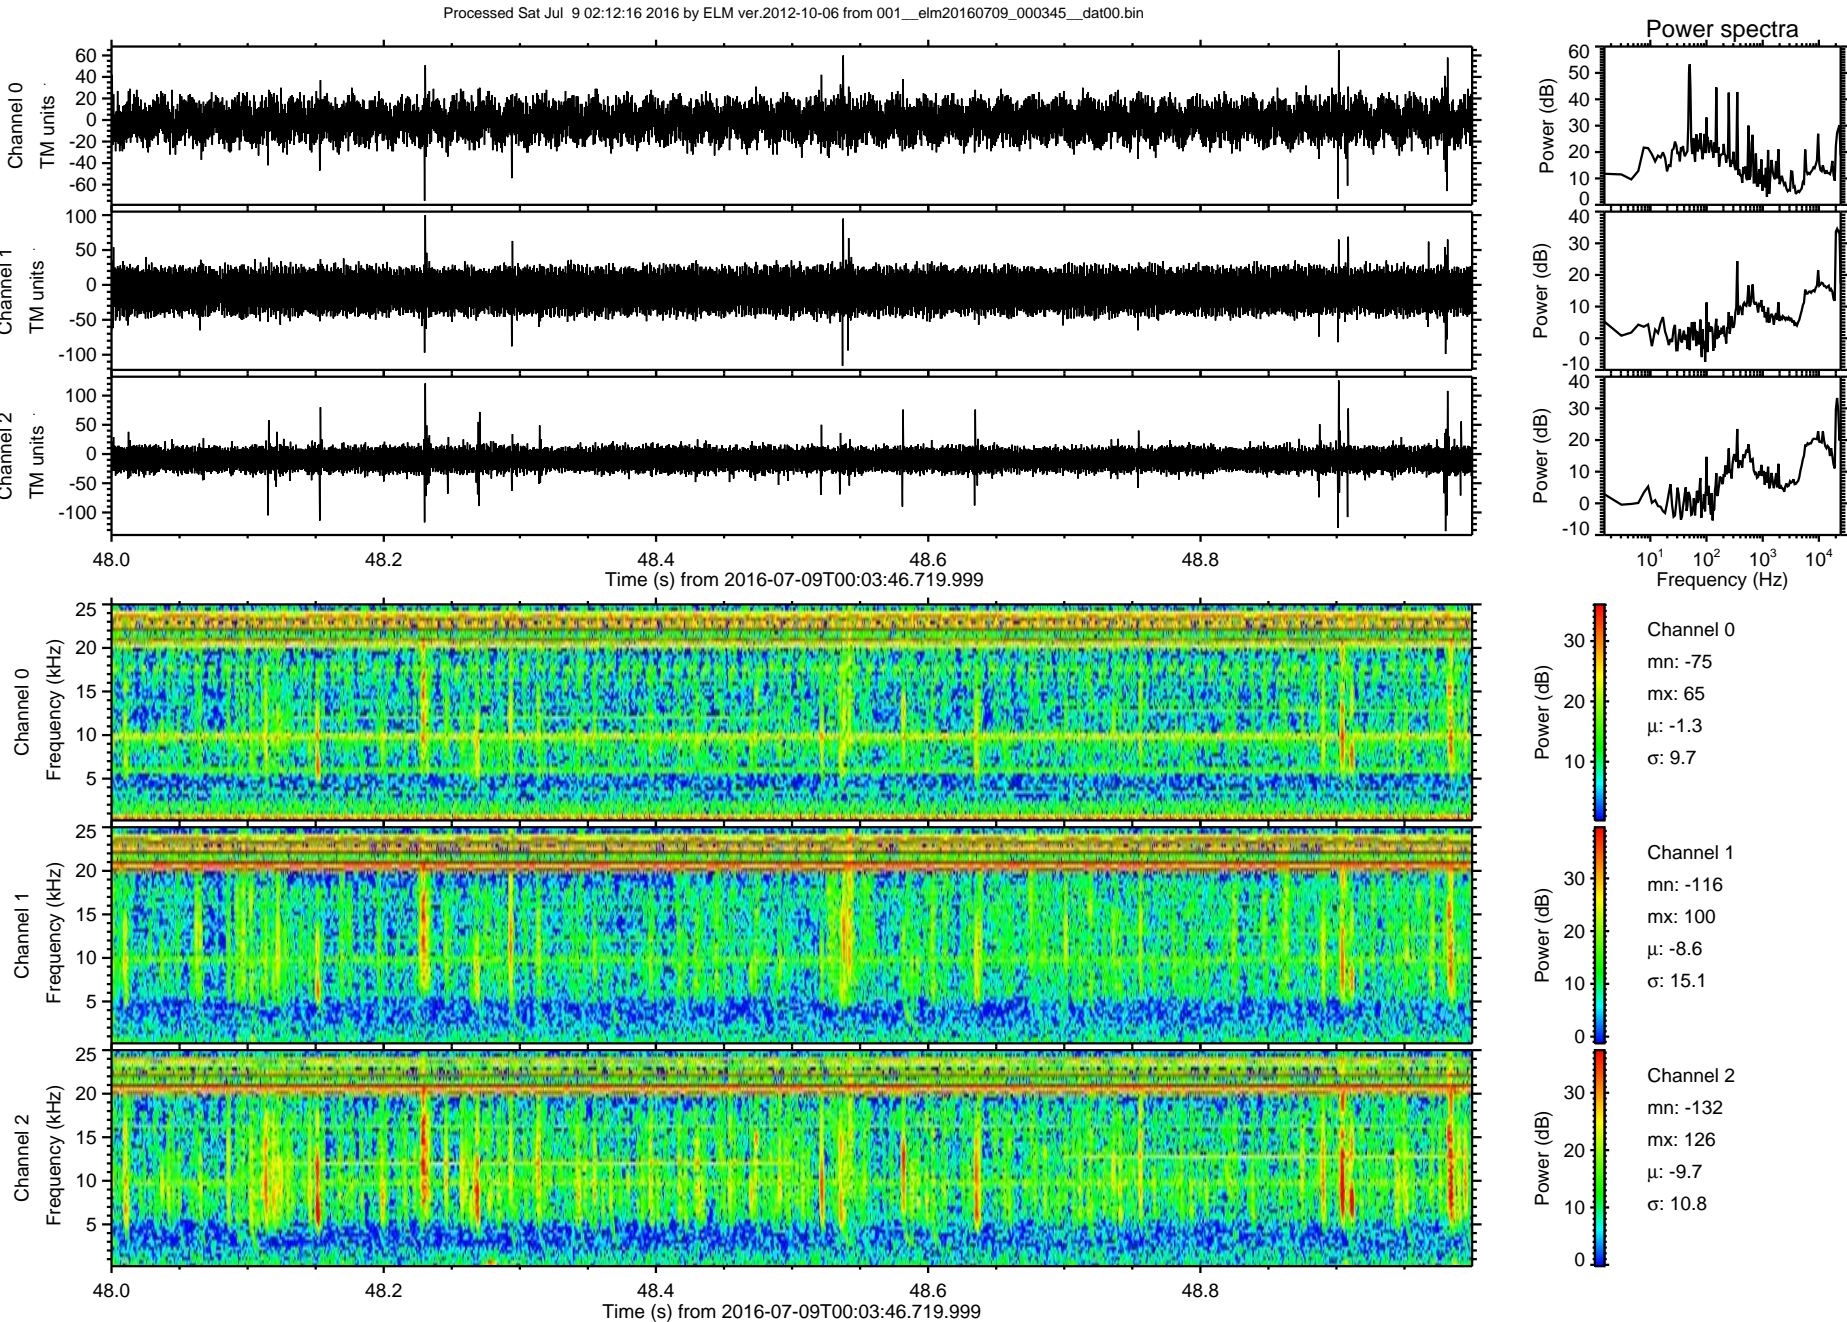 Processed Sat Jul  9 02:12:16 2016 by ELM ver.2012-10-06 from 001__elm20160709_000345__dat00.bin
Power spectra
Channel 0
TM units
60
40
20
0
-20
-40
-60
Power (dB)
60
50
40
30
20
10
0
Channel 1
TM units
100
50
0
-50
-100
Power (dB)
40
30
20
10
0
-10
Channel 2
TM units
100
50
0
-50
-100
Power (dB)
40
30
20
10
0
-10
48.0 48.2 48.4 48.6 48.8
Time (s) from 2016-07-09T00:03:46.719.999
10^1 10^2 10^3 10^4
Frequency (Hz)
Channel 0
Frequency (kHz)
25
20
15
10
5
Power (dB)
30
20
10
Channel 0
mn: -75
mx: 65
μ: -1.3
σ: 9.7
Channel 1
Frequency (kHz)
25
20
15
10
5
Power (dB)
30
20
10
0
Channel 1
mn: -116
mx: 100
μ: -8.6
σ: 15.1
Channel 2
Frequency (kHz)
25
20
15
10
5
Power (dB)
30
20
10
0
Channel 2
mn: -132
mx: 126
μ: -9.7
σ: 10.8
48.0 48.2 48.4 48.6 48.8
Time (s) from 2016-07-09T00:03:46.719.999